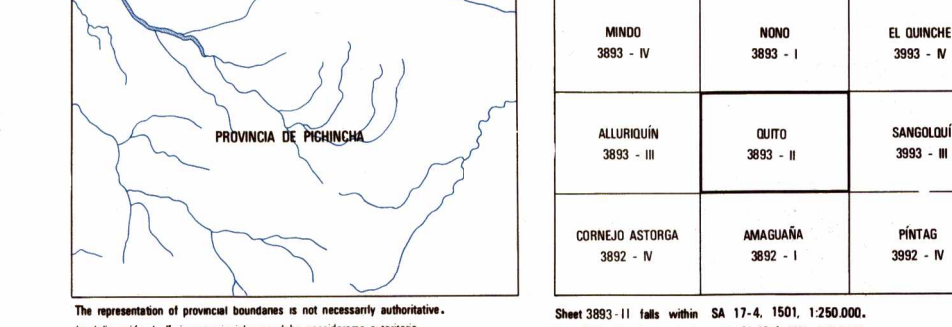 PROVINCIA DE PICHINCHA
The representation of provincial boundaries is not necessarily authoritative.
MINDO
3893 - IV
NONO
3893 - I
EL QUINCHE
3993 - IV
ALLURIQUÍN
3893 - III
QUITO
3893 - II
SANGOLQUÍ
3993 - III
CORNEJO ASTORGA
3892 - IV
AMAGUAÑA
3892 - I
PÍNTAG
3992 - IV
Sheet 3893-II falls within SA 17-4, 1501, 1:250.000.